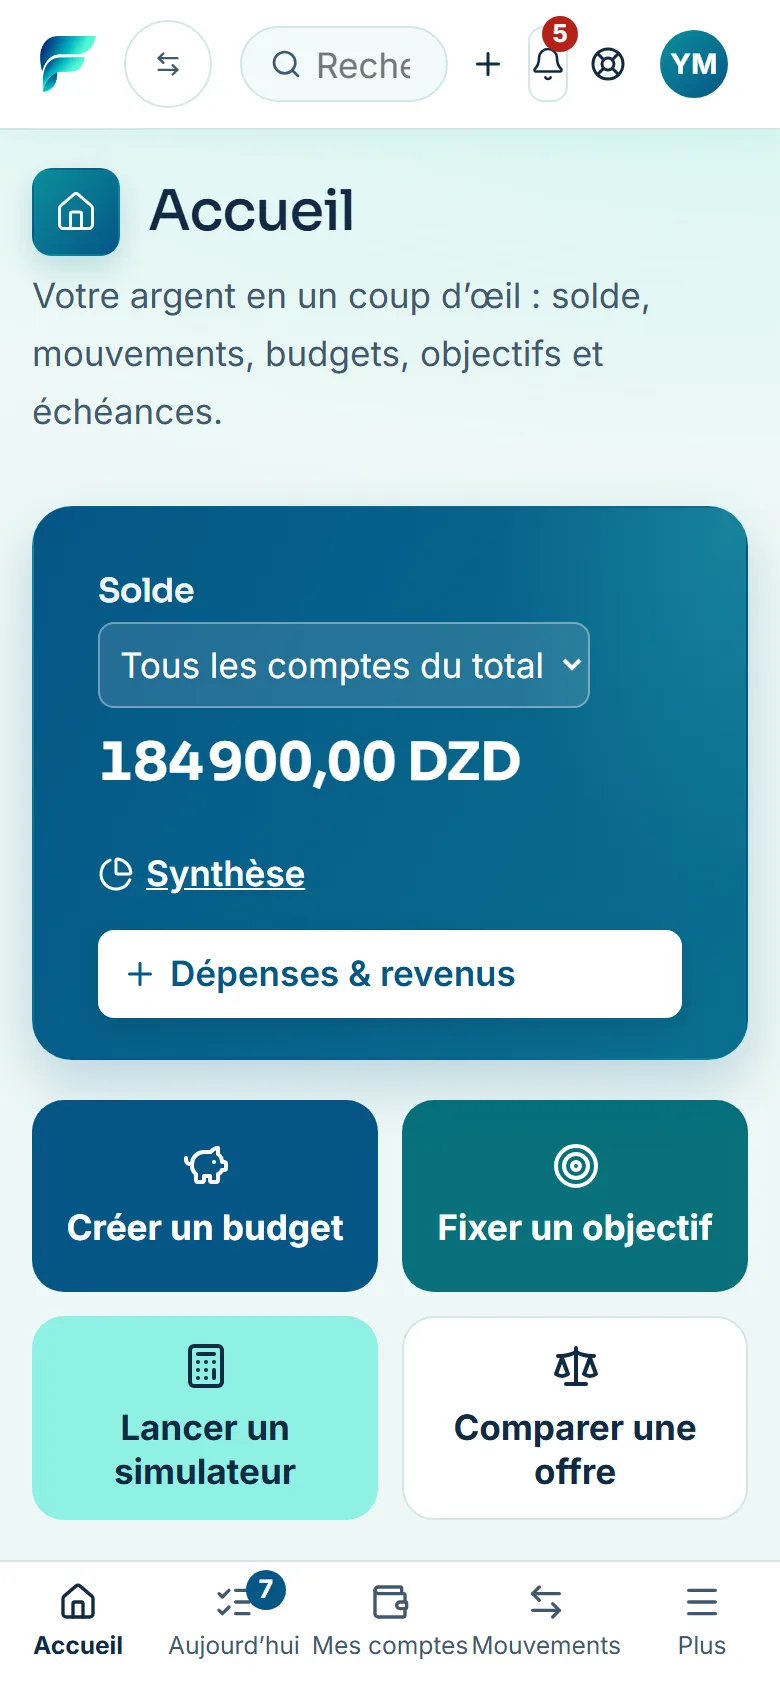 Reche
5
YM
Accueil
Votre argent en un coup d’œil : solde,
mouvements, budgets, objectifs et
échéances.
Solde
Tous les comptes du total
184 900,00 DZD
Synthèse
Dépenses & revenus
Créer un budget
Fixer un objectif
Lancer un
simulateur
Comparer une
offre
7
Accueil
Aujourd’hui
Mes comptes
Mouvements
Plus